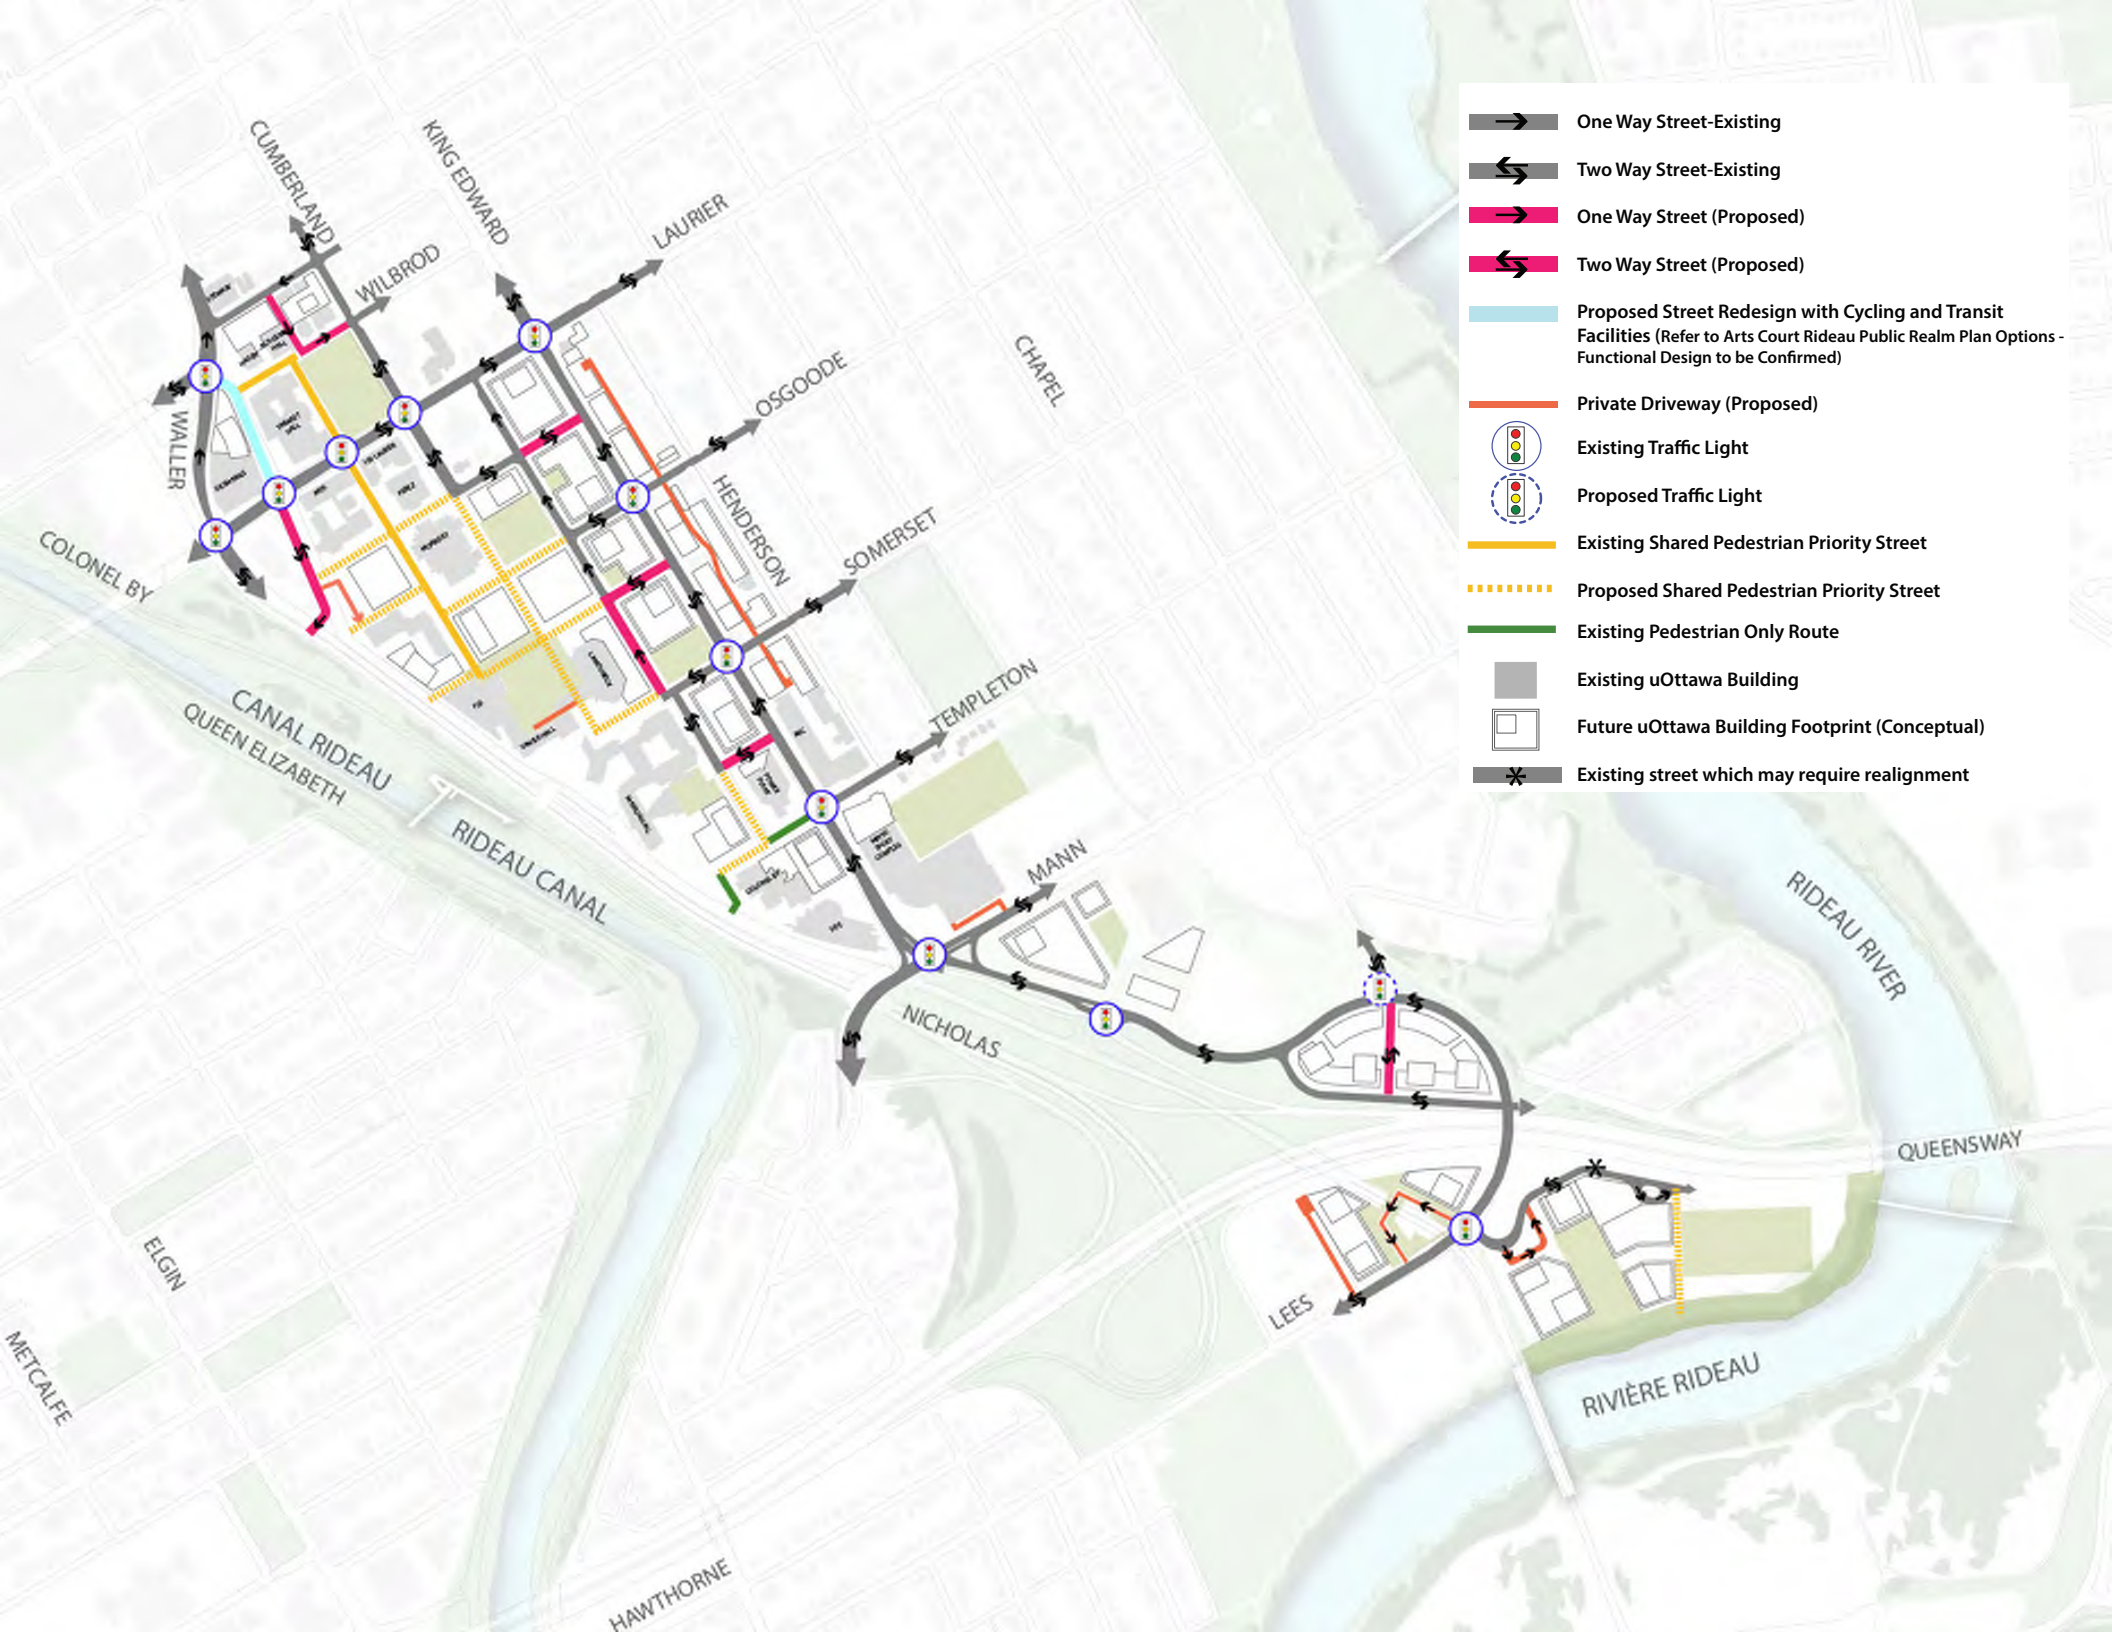 CUMBERLAND
KING EDWARD
WILBROD
LAURIER
OSGOODE
CHAPEL
WALLER
HENDERSON
SOMERSET
COLONEL BY
TEMPLETON
CANAL RIDEAU
QUEEN ELIZABETH
RIDEAU CANAL
MANN
NICHOLAS
RIDEAU RIVER
QUEENSWAY
ELGIN
LEES
METCALFE
RIVIÈRE RIDEAU
HAWTHORNE
One Way Street-Existing
Two Way Street-Existing
One Way Street (Proposed)
Two Way Street (Proposed)
Proposed Street Redesign with Cycling and Transit
Facilities (Refer to Arts Court Rideau Public Realm Plan Options -
Functional Design to be Confirmed)
Private Driveway (Proposed)
Existing Traffic Light
Proposed Traffic Light
Existing Shared Pedestrian Priority Street
Proposed Shared Pedestrian Priority Street
Existing Pedestrian Only Route
Existing uOttawa Building
Future uOttawa Building Footprint (Conceptual)
Existing street which may require realignment